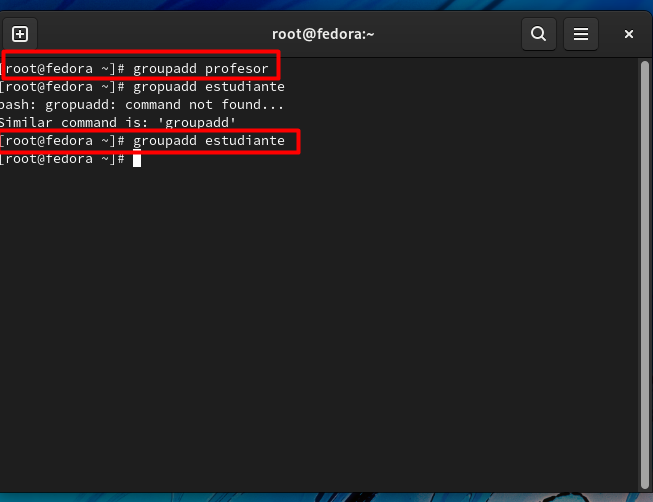 root@fedora:~
[root@fedora ~]# groupadd profesor
[root@fedora ~]# gropuadd estudiante
bash: gropuadd: command not found...
Similar command is: 'groupadd'
[root@fedora ~]# groupadd estudiante
[root@fedora ~]#